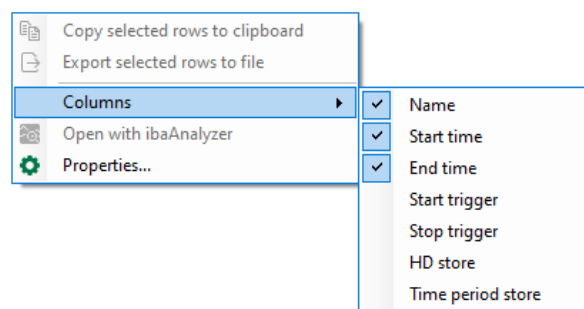 Copy selected rows to clipboard
Export selected rows to file
Columns
Open with ibaAnalyzer
Properties...
Name
Start time
End time
Start trigger
Stop trigger
HD store
Time period store